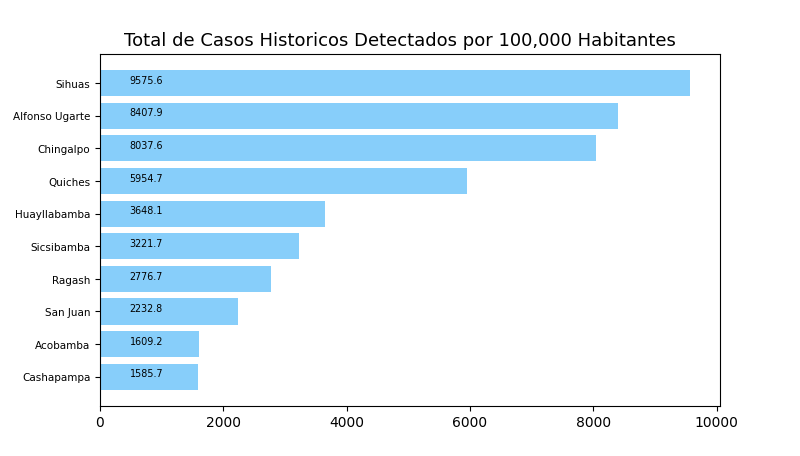 Total de Casos Historicos Detectados por 100,000 Habitantes
Sihuas 9575.6
Alfonso Ugarte 8407.9
Chingalpo 8037.6
Quiches 5954.7
Huayllabamba 3648.1
Sicsibamba 3221.7
Ragash 2776.7
San Juan 2232.8
Acobamba 1609.2
Cashapampa 1585.7
0 2000 4000 6000 8000 10000